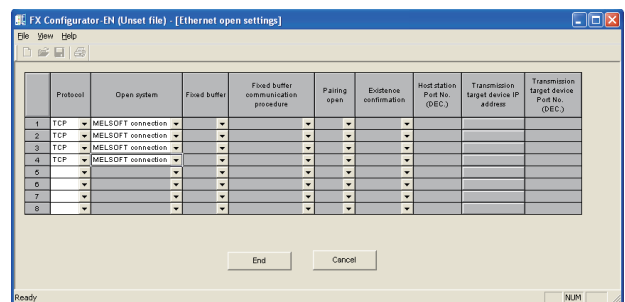 FX Configurator-EN (Unset file) - [Ethernet open settings]
File View Help
Protocol Open system Fixed buffer Fixed buffer communication procedure Pairing open Existence confirmation Host station Port No. (DEC.) Transmission target device IP address Transmission target device Port No. (DEC.)
1 TCP MELSOFT connection
2 TCP MELSOFT connection
3 TCP MELSOFT connection
4 TCP MELSOFT connection
5
6
7
8
End Cancel
Ready NUM